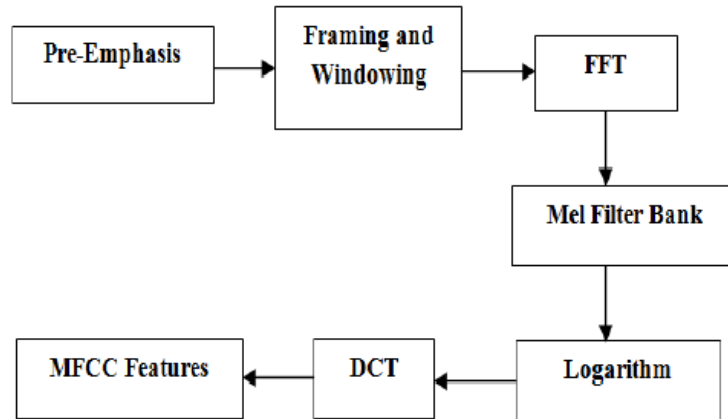 Pre-Emphasis
Framing and
Windowing
FFT
Mel Filter Bank
Logarithm
DCT
MFCC Features